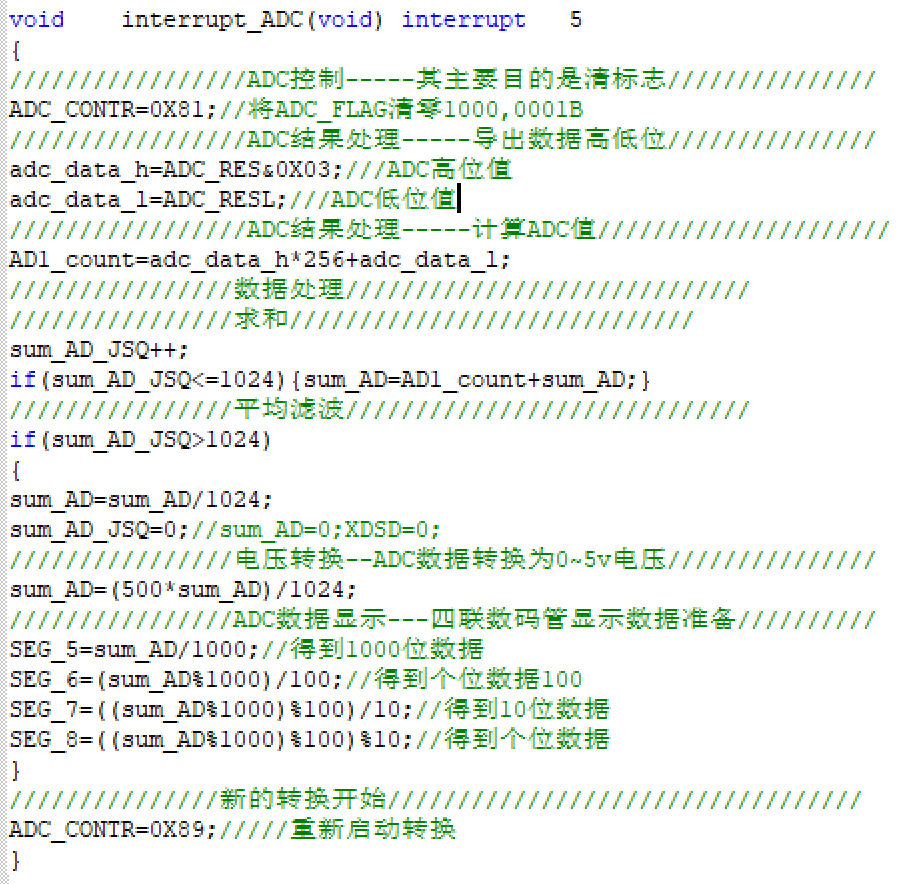 void    interrupt_ADC(void) interrupt   5
{
/////////////////ADC控制-----其主要目的是清标志///////////////
ADC_CONTR=0X81;//将ADC_FLAG清零1000,0001B
/////////////////ADC结果处理-----导出数据高低位///////////////
adc_data_h=ADC_RES&0X03;///ADC高位值
adc_data_l=ADC_RESL;///ADC低位值
/////////////////ADC结果处理-----计算ADC值/////////////////////
AD1_count=adc_data_h*256+adc_data_l;
////////////////数据处理/////////////////////////////
////////////////求和/////////////////////////////
sum_AD_JSQ++;
if(sum_AD_JSQ<=1024){sum_AD=AD1_count+sum_AD;}
////////////////平均滤波/////////////////////////////
if(sum_AD_JSQ>1024)
{
sum_AD=sum_AD/1024;
sum_AD_JSQ=0;//sum_AD=0;XDSD=0;
////////////////电压转换--ADC数据转换为0~5v电压///////////////
sum_AD=(500*sum_AD)/1024;
////////////////ADC数据显示---四联数码管显示数据准备//////////
SEG_5=sum_AD/1000;//得到1000位数据
SEG_6=(sum_AD%1000)/100;//得到个位数据100
SEG_7=((sum_AD%1000)%100)/10;//得到10位数据
SEG_8=((sum_AD%1000)%100)%10;//得到个位数据
}
///////////////新的转换开始//////////////////////////////////
ADC_CONTR=0X89;/////重新启动转换
}